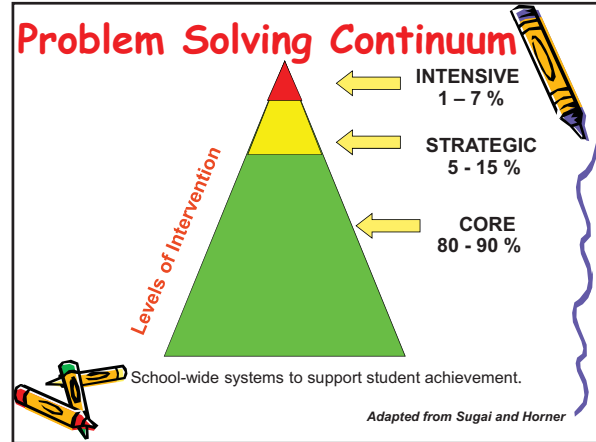 Problem Solving Continuum
INTENSIVE
1 – 7 %
STRATEGIC
5 - 15 %
CORE
80 - 90 %
Levels of Intervention
School-wide systems to support student achievement.
Adapted from Sugai and Horner